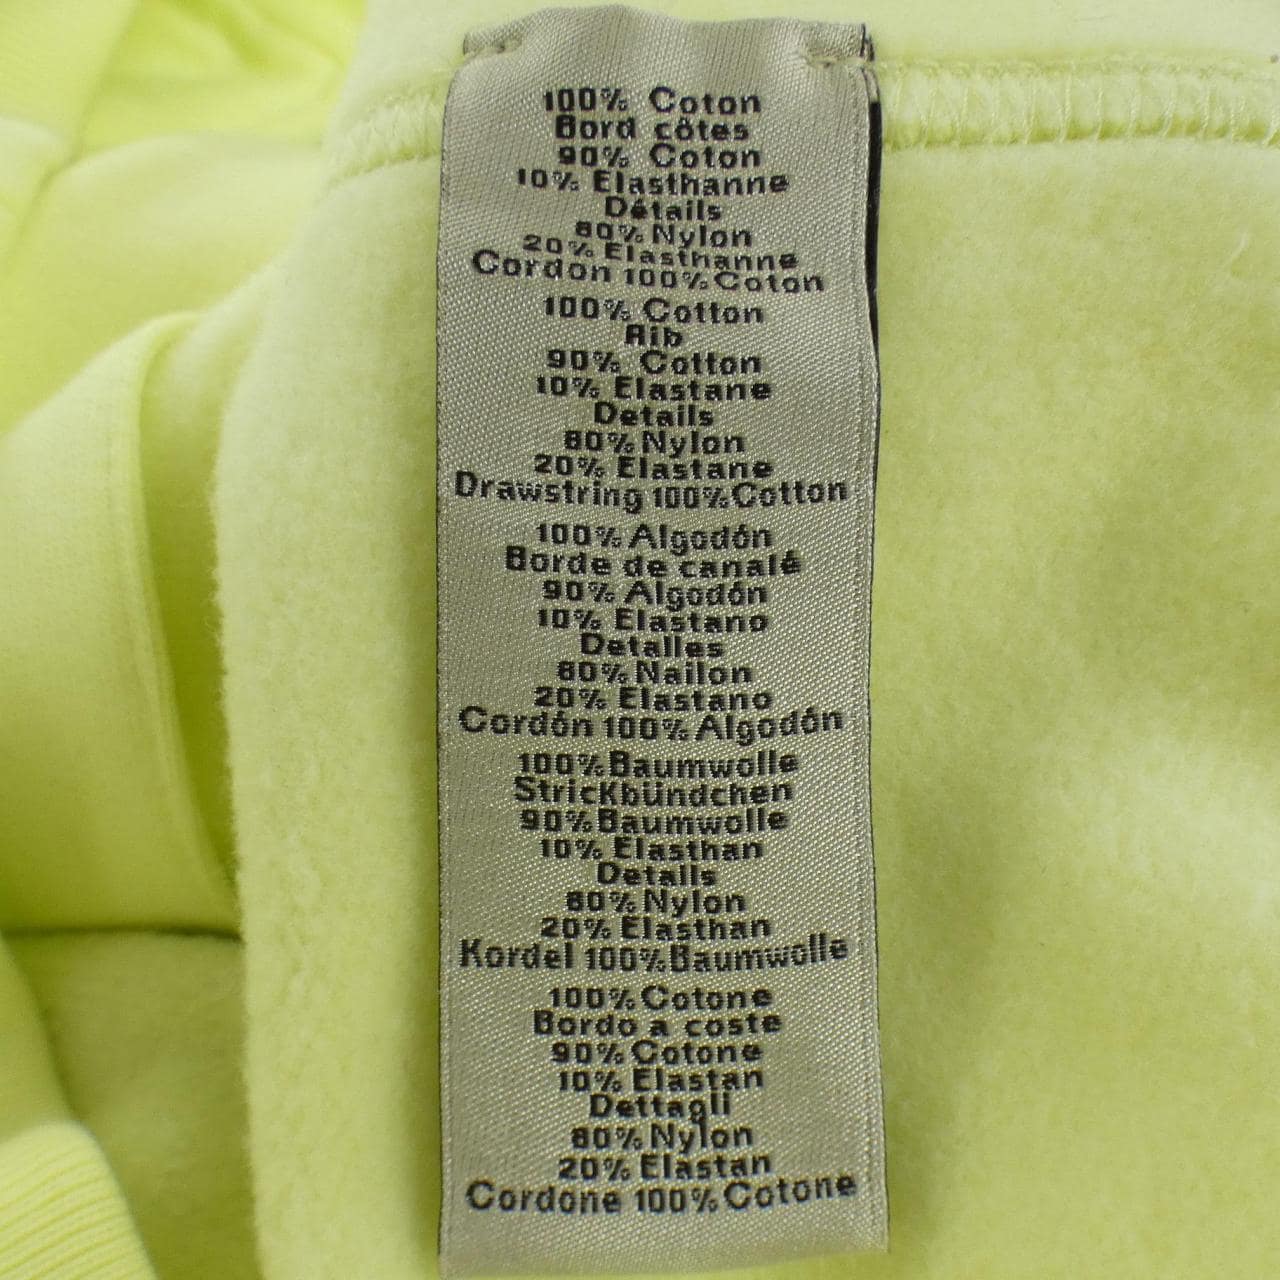 100% Coton
Bord côtes
90% Coton
10% Elasthanne
Détails
80% Nylon
20% Elasthanne
Cordon 100% Coton
100% Cotton
Rib
90% Cotton
10% Elastane
Details
80% Nylon
20% Elastane
Drawstring 100% Cotton
100% Algodón
Borde de canalé
90% Algodón
10% Elastano
Detalles
80% Nailon
20% Elastano
Cordón 100% Algodón
100% Baumwolle
Strickbündchen
90% Baumwolle
10% Elasthan
Details
80% Nylon
20% Elasthan
Kordel 100% Baumwolle
100% Cotone
Bordo a coste
90% Cotone
10% Elastan
Dettagli
80% Nylon
20% Elastan
Cordone 100% Cotone